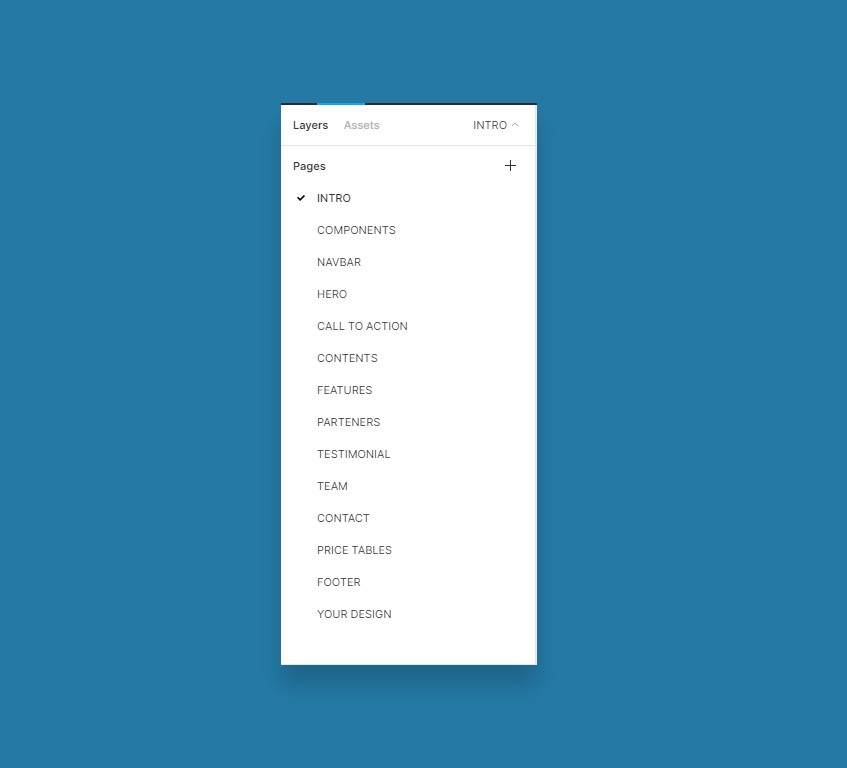 Layers Assets INTRO
Pages
INTRO
COMPONENTS
NAVBAR
HERO
CALL TO ACTION
CONTENTS
FEATURES
PARTENERS
TESTIMONIAL
TEAM
CONTACT
PRICE TABLES
FOOTER
YOUR DESIGN